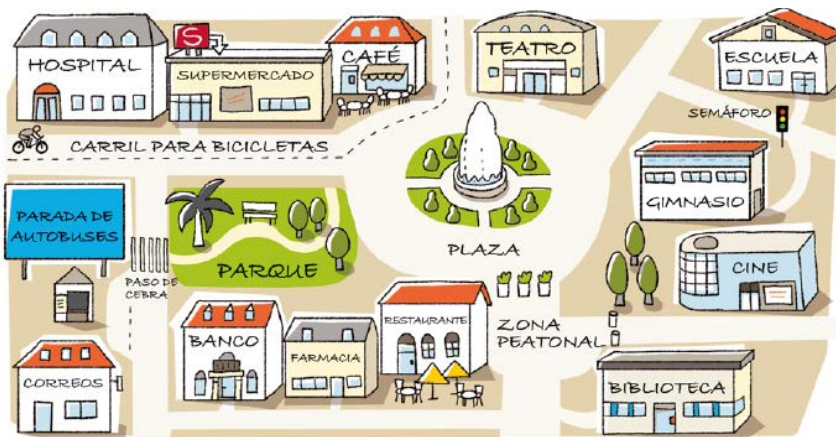 HOSPITAL
S
SUPERMERCADO
CAFÉ
TEATRO
ESCUELA
SEMÁFORO
CARRIL PARA BICICLETAS
GIMNASIO
PARADA DE
AUTOBUSES
PASO DE
CEBRA
PARQUE
PLAZA
CINE
BANCO
FARMACIA
RESTAURANTE
ZONA
PEATONAL
CORREOS
BIBLIOTECA